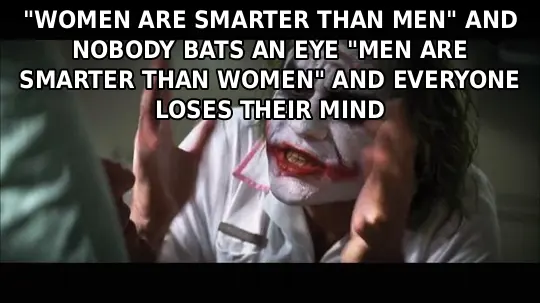 "WOMEN ARE SMARTER THAN MEN" AND
NOBODY BATS AN EYE "MEN ARE
SMARTER THAN WOMEN" AND EVERYONE
LOSES THEIR MIND